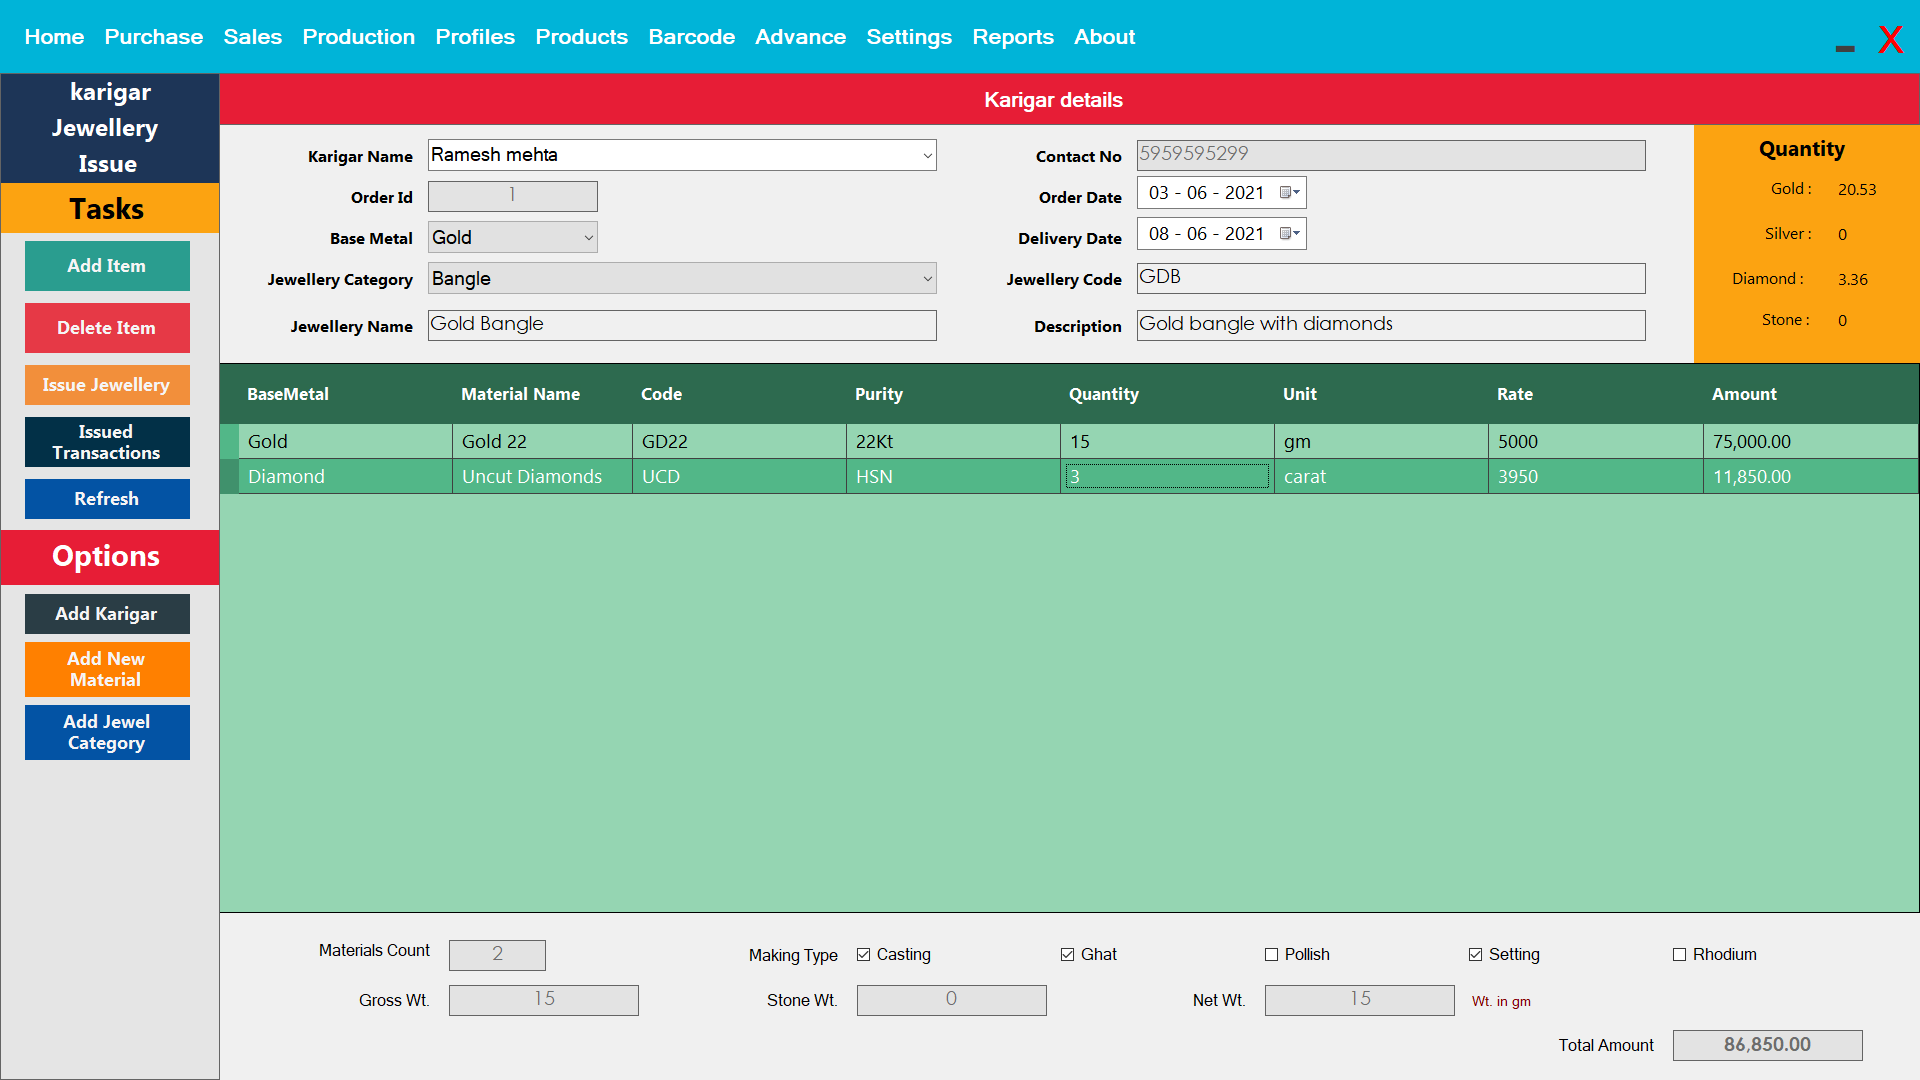 Home Purchase Sales Production Profiles Products Barcode Advance Settings Reports About
X
karigar
Jewellery
Issue
Tasks
Add Item
Delete Item
Issue Jewellery
Issued
Transactions
Refresh
Options
Add Karigar
Add New
Material
Add Jewel
Category
Karigar details
Karigar Name Ramesh mehta Contact No 5959595299
Order Id 1 Order Date 03 - 06 - 2021
Base Metal Gold Delivery Date 08 - 06 - 2021
Jewellery Category Bangle Jewellery Code GDB
Jewellery Name Gold Bangle Description Gold bangle with diamonds
Quantity
Gold : 20.53
Silver : 0
Diamond : 3.36
Stone : 0
BaseMetal Material Name Code Purity Quantity Unit Rate Amount
Gold Gold 22 GD22 22Kt 15 gm 5000 75,000.00
Diamond Uncut Diamonds UCD HSN 3 carat 3950 11,850.00
Materials Count 2 Making Type Casting Ghat Pollish Setting Rhodium
Gross Wt. 15 Stone Wt. 0 Net Wt. 15 Wt. in gm
Total Amount 86,850.00